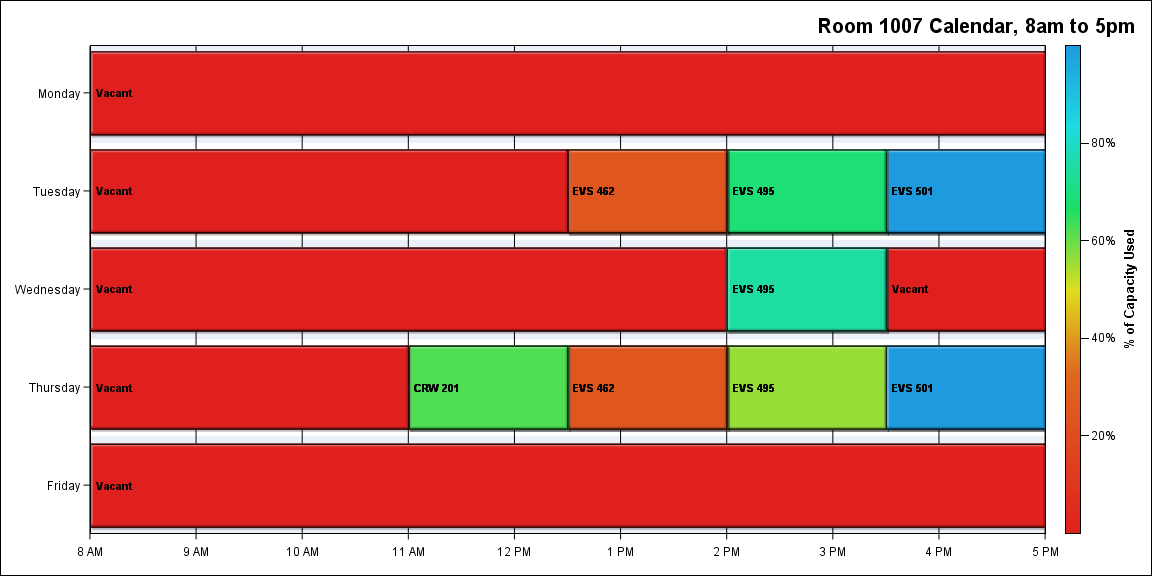 Room 1007 Calendar, 8am to 5pm
Monday
Vacant
Tuesday
Vacant
EVS 462
EVS 495
EVS 501
Wednesday
Vacant
EVS 495
Vacant
Thursday
Vacant
CRW 201
EVS 462
EVS 495
EVS 501
Friday
Vacant
8 AM
9 AM
10 AM
11 AM
12 PM
1 PM
2 PM
3 PM
4 PM
5 PM
80%
60%
40%
20%
% of Capacity Used